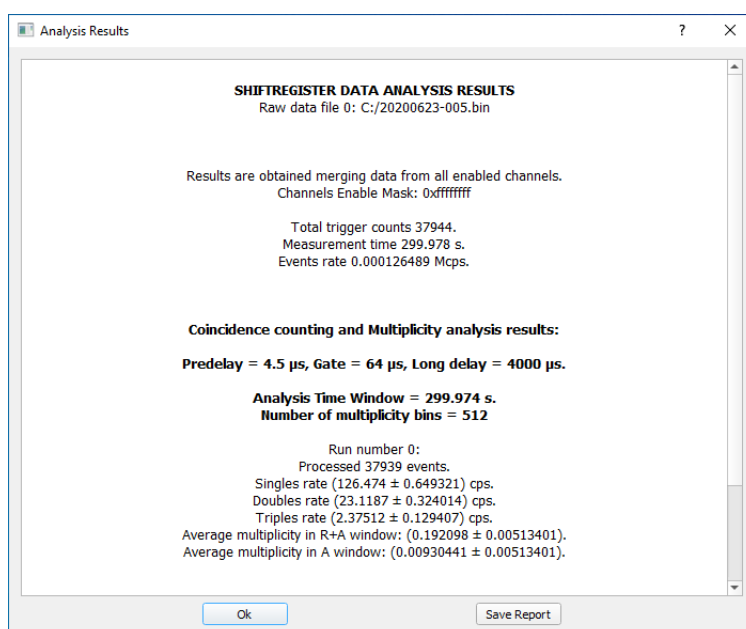 Analysis Results
?
SHIFTREGISTER DATA ANALYSIS RESULTS
Raw data file 0: C:/20200623-005.bin
Results are obtained merging data from all enabled channels.
Channels Enable Mask: 0xffffffff
Total trigger counts 37944.
Measurement time 299.978 s.
Events rate 0.000126489 Mcps.
Coincidence counting and Multiplicity analysis results:
Predelay = 4.5 µs, Gate = 64 µs, Long delay = 4000 µs.
Analysis Time Window = 299.974 s.
Number of multiplicity bins = 512
Run number 0:
Processed 37939 events.
Singles rate (126.474 ± 0.649321) cps.
Doubles rate (23.1187 ± 0.324014) cps.
Triples rate (2.37512 ± 0.129407) cps.
Average multiplicity in R+A window: (0.192098 ± 0.00513401).
Average multiplicity in A window: (0.00930441 ± 0.00513401).
Ok
Save Report